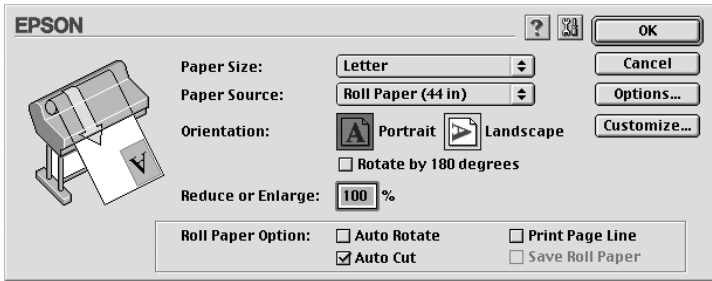 EPSON
?
OK
Paper Size: Letter
Cancel
Paper Source: Roll Paper (44 in)
Options...
Orientation: A Portrait A Landscape
Customize...
Rotate by 180 degrees
Reduce or Enlarge: 100 %
Roll Paper Option: Auto Rotate Print Page Line
Auto Cut Save Roll Paper
A